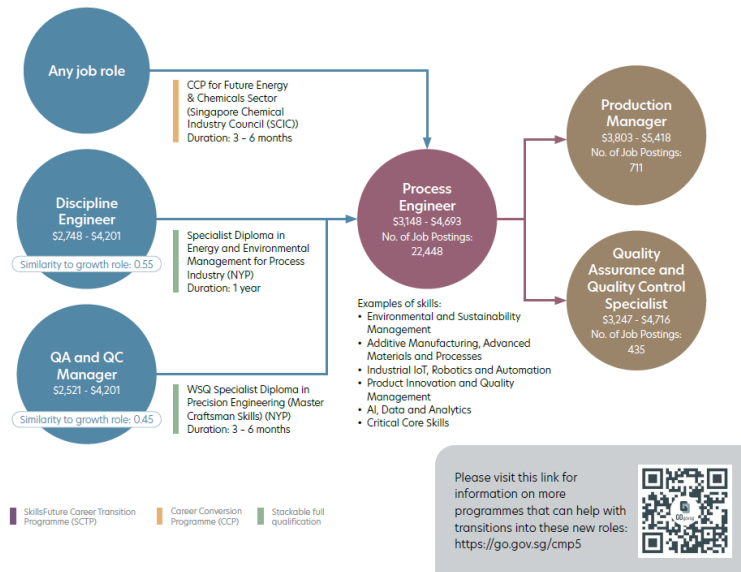 Any job role
CCP for Future Energy
& Chemicals Sector
(Singapore Chemical
Industry Council (SCIC))
Duration: 3 – 6 months
Discipline
Engineer
$2,748 - $4,201
Similarity to growth role: 0.55
Specialist Diploma in
Energy and Environmental
Management for Process
Industry (NYP)
Duration: 1 year
QA and QC
Manager
$2,521 - $4,201
Similarity to growth role: 0.45
WSQ Specialist Diploma in
Precision Engineering (Master
Craftsman Skills) (NYP)
Duration: 3 – 6 months
Process
Engineer
$3,148 - $4,693
No. of Job Postings:
22,448
Examples of skills:
• Environmental and Sustainability
Management
• Additive Manufacturing, Advanced
Materials and Processes
• Industrial IoT, Robotics and Automation
• Product Innovation and Quality
Management
• AI, Data and Analytics
• Critical Core Skills
Production
Manager
$3,803 - $5,418
No. of Job Postings:
711
Quality
Assurance and
Quality Control
Specialist
$3,247 - $4,716
No. of Job Postings:
435
SkillsFuture Career Transition
Programme (SCTP)
Career Conversion
Programme (CCP)
Stackable full
qualification
Please visit this link for
information on more
programmes that can help with
transitions into these new roles:
https://go.gov.sg/cmp5